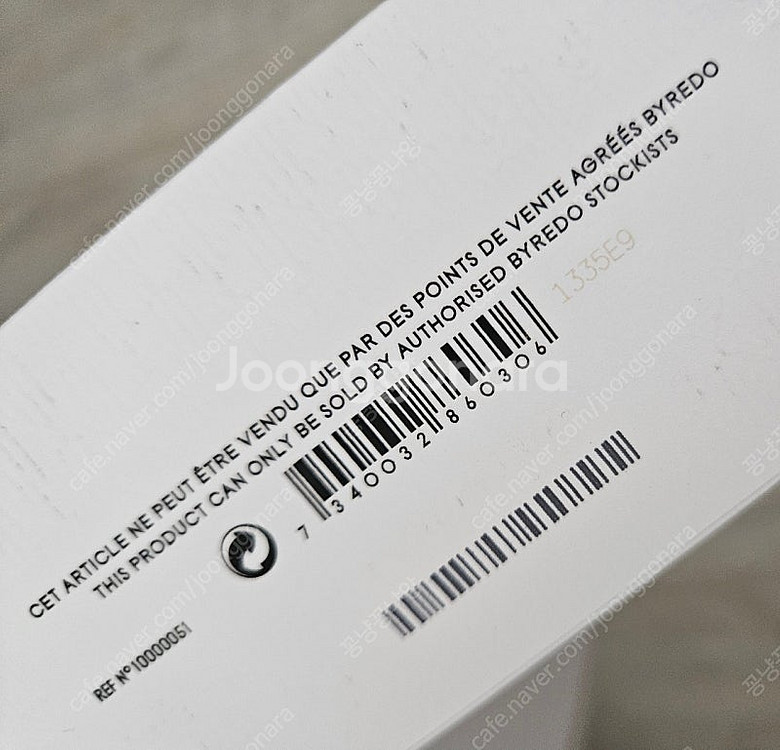 CET ARTICLE NE PEUT ÊTRE VENDU QUE PAR DES POINTS DE VENTE AGRÉÉS BYREDO
THIS PRODUCT CAN ONLY BE SOLD BY AUTHORISED BYREDO STOCKISTS
1335E9
7 340032 860306
REF N°10000051
Joonggonara
cafe.naver.com/joonggonara